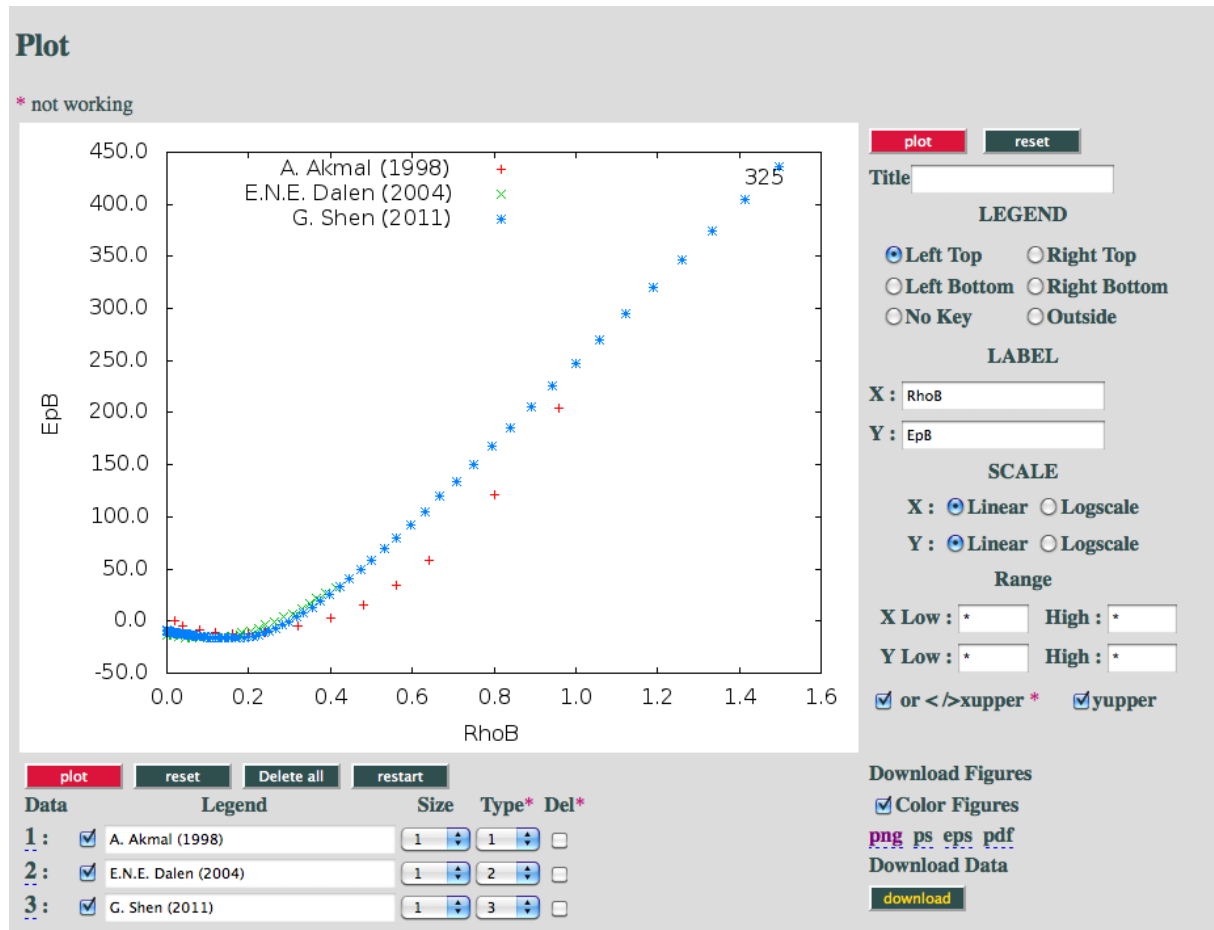 Plot
* not working
450.0
400.0
350.0
300.0
250.0
200.0
150.0
100.0
50.0
0.0
-50.0
EpB
A. Akmal (1998)
E.N.E. Dalen (2004)
G. Shen (2011)
325
0.0 0.2 0.4 0.6 0.8 1.0 1.2 1.4 1.6
RhoB
plot reset
Title
LEGEND
Left Top Right Top
Left Bottom Right Bottom
No Key Outside
LABEL
X : RhoB
Y : EpB
SCALE
X : Linear Logscale
Y : Linear Logscale
Range
X Low : * High : *
Y Low : * High : *
or < />xupper * yupper
plot reset Delete all restart
Data Legend Size Type* Del*
1 : A. Akmal (1998) 1 1
2 : E.N.E. Dalen (2004) 1 2
3 : G. Shen (2011) 1 3
Download Figures
Color Figures
png ps eps pdf
Download Data
download